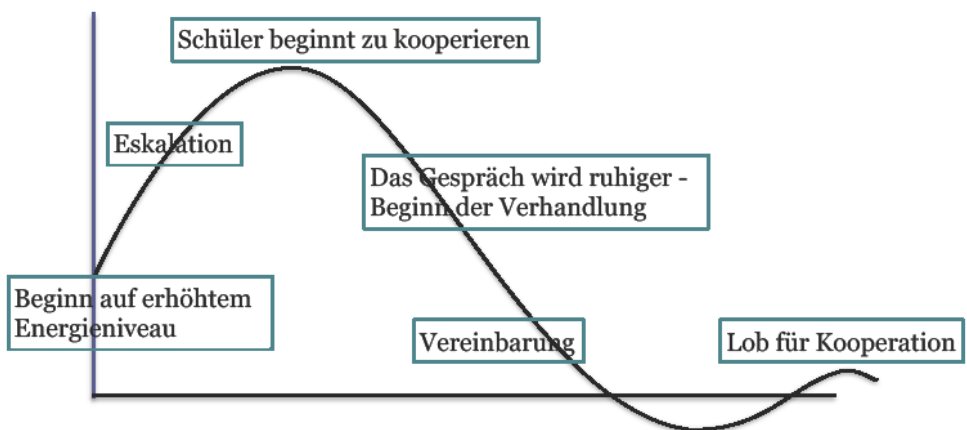 Schüler beginnt zu kooperieren
Eskalation
Das Gespräch wird ruhiger -
Beginn der Verhandlung
Beginn auf erhöhtem
Energieniveau
Vereinbarung
Lob für Kooperation